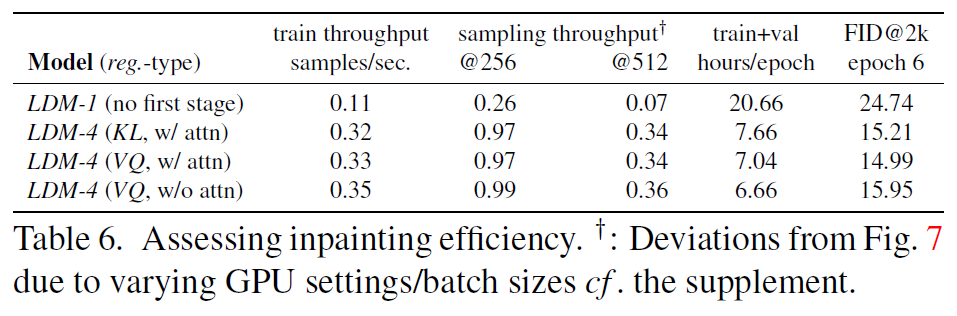 train throughput sampling throughput† train+val FID@2k
Model (reg.-type) samples/sec. @256 @512 hours/epoch epoch 6
LDM-1 (no first stage) 0.11 0.26 0.07 20.66 24.74
LDM-4 (KL, w/ attn) 0.32 0.97 0.34 7.66 15.21
LDM-4 (VQ, w/ attn) 0.33 0.97 0.34 7.04 14.99
LDM-4 (VQ, w/o attn) 0.35 0.99 0.36 6.66 15.95
Table 6. Assessing inpainting efficiency. †: Deviations from Fig. 7
due to varying GPU settings/batch sizes cf. the supplement.